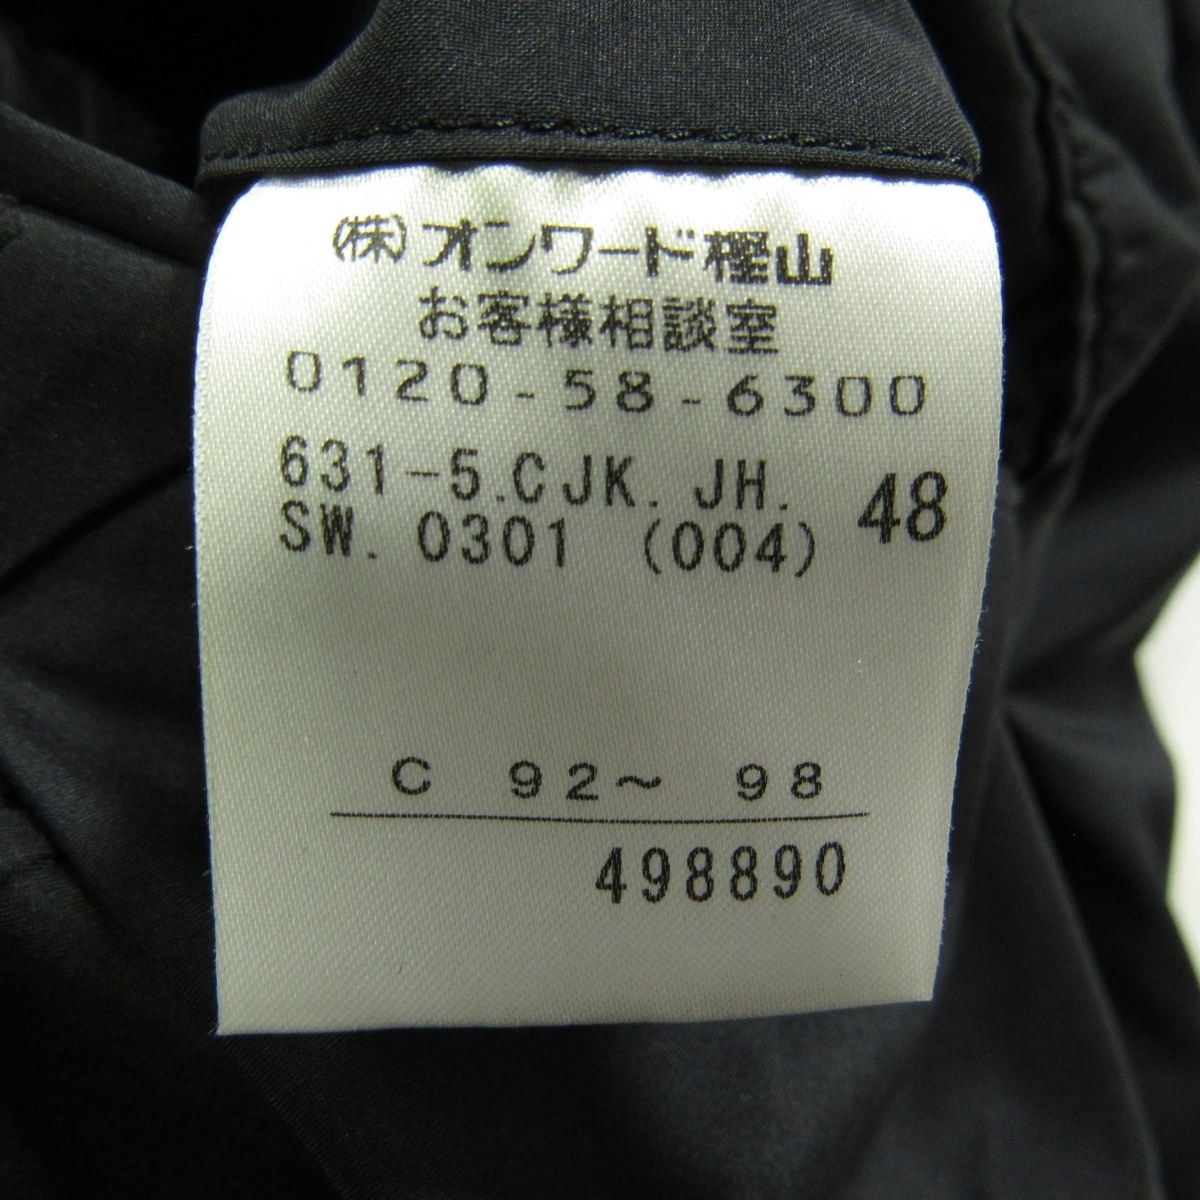 (株)オンワード樫山
お客様相談室
0120-58-6300
631-5.CJK. JH. 48
SW. 0301 (004)
C 92～ 98
498890